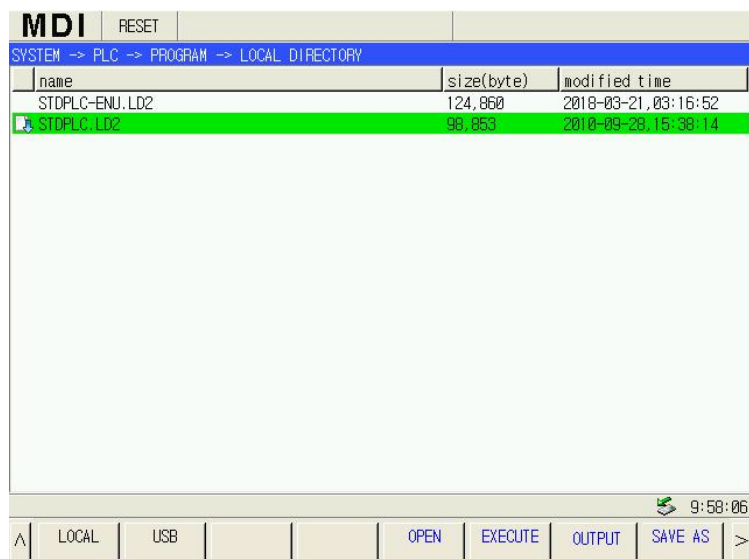 MDI RESET
SYSTEM -> PLC -> PROGRAM -> LOCAL DIRECTORY
name size(byte) modified time
STDPLC-ENU.LD2 124,860 2018-03-21,03:16:52
STDPLC.LD2 98,853 2010-09-28,15:38:14
9:58:06
^ LOCAL USB OPEN EXECUTE OUTPUT SAVE AS >